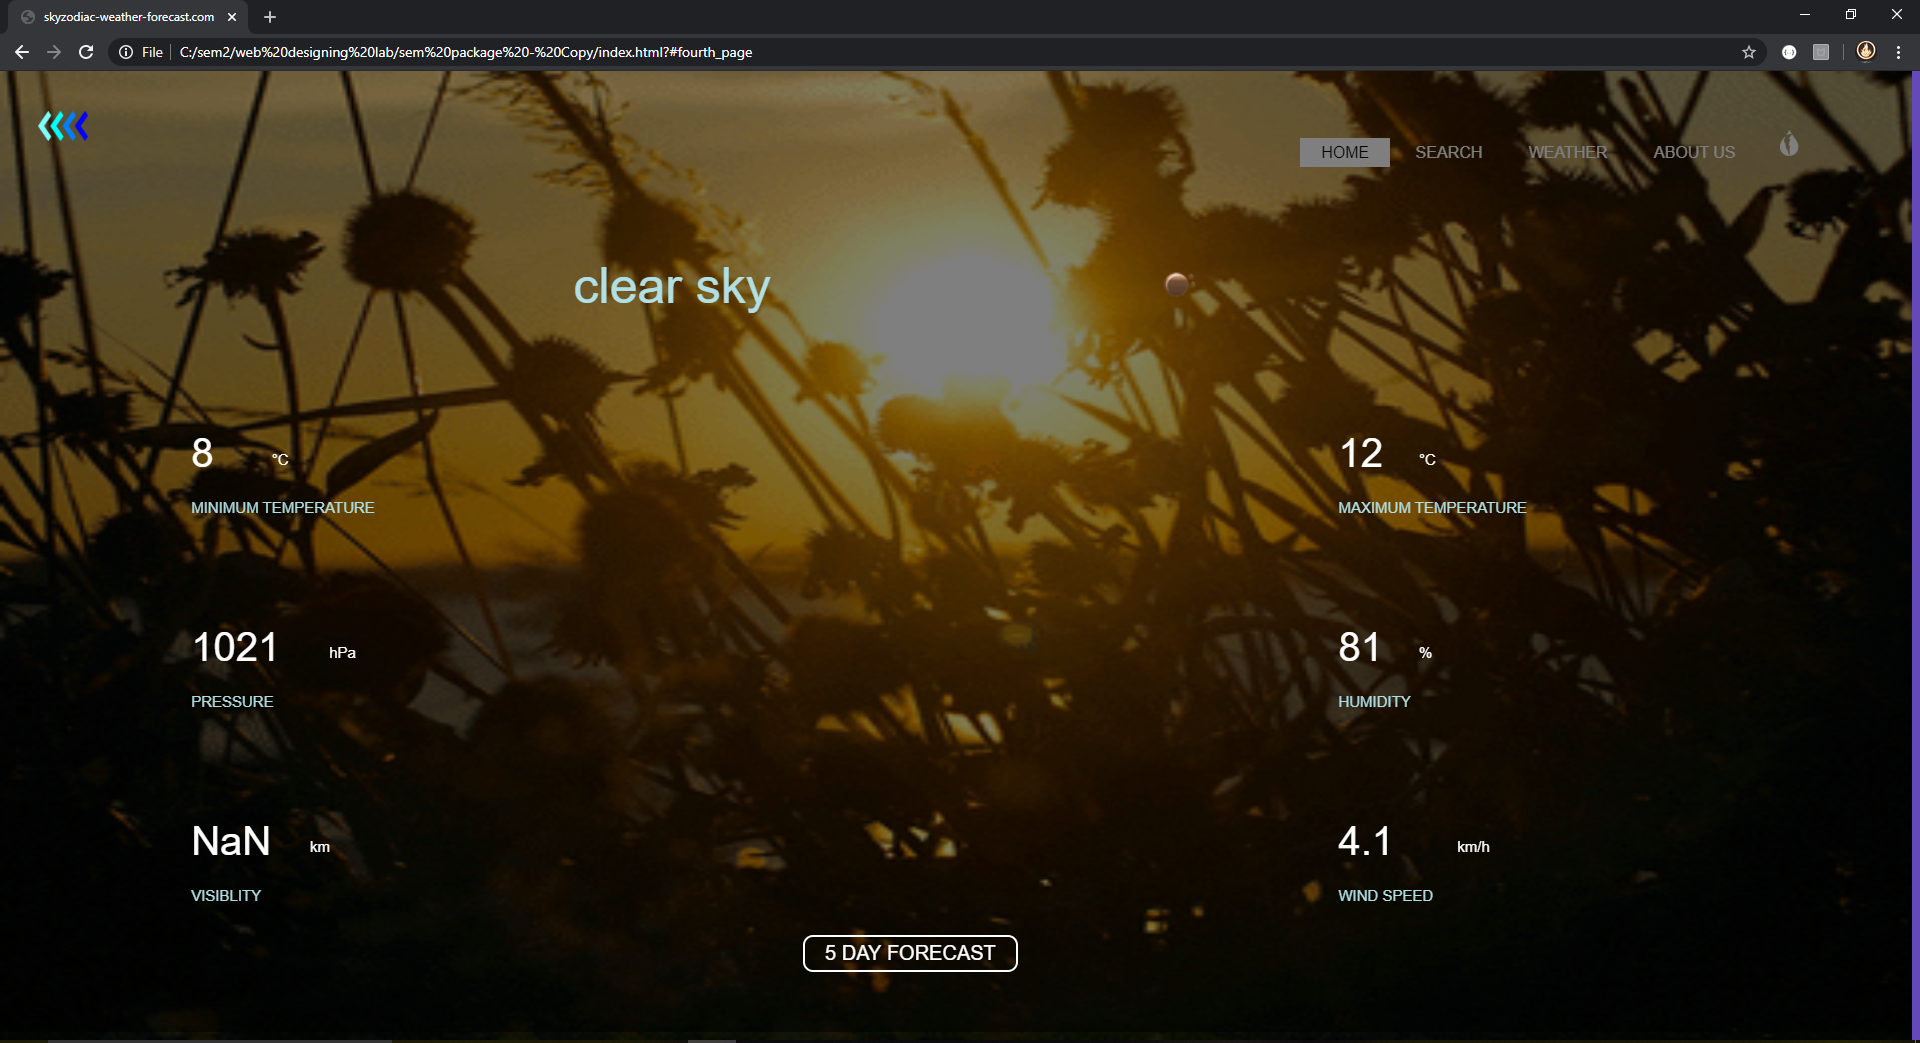 skyzodiac-weather-forecast.com
File
C:/sem2/web%20designing%20lab/sem%20package%20-%20Copy/index.html?#fourth_page
HOME SEARCH WEATHER ABOUT US
clear sky
8 °C
MINIMUM TEMPERATURE
12 °C
MAXIMUM TEMPERATURE
1021 hPa
PRESSURE
81 %
HUMIDITY
NaN km
VISIBLITY
4.1 km/h
WIND SPEED
5 DAY FORECAST